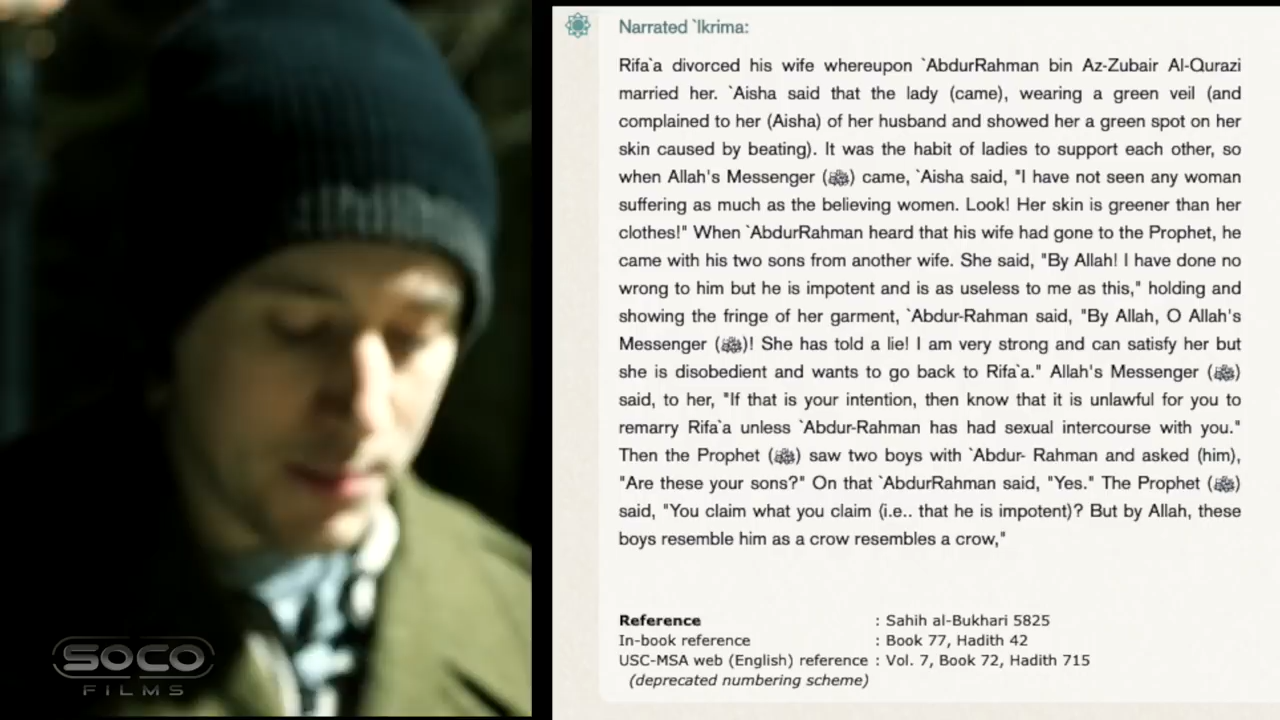 Narrated `Ikrima:
Rifa`a divorced his wife whereupon `AbdurRahman bin Az-Zubair Al-Qurazi
married her. `Aisha said that the lady (came), wearing a green veil (and
complained to her (Aisha) of her husband and showed her a green spot on her
skin caused by beating). It was the habit of ladies to support each other, so
when Allah's Messenger (ﷺ) came, `Aisha said, "I have not seen any woman
suffering as much as the believing women. Look! Her skin is greener than her
clothes!" When `AbdurRahman heard that his wife had gone to the Prophet, he
came with his two sons from another wife. She said, "By Allah! I have done no
wrong to him but he is impotent and is as useless to me as this," holding and
showing the fringe of her garment, `Abdur-Rahman said, "By Allah, O Allah's
Messenger (ﷺ)! She has told a lie! I am very strong and can satisfy her but
she is disobedient and wants to go back to Rifa`a." Allah's Messenger (ﷺ)
said, to her, "If that is your intention, then know that it is unlawful for you to
remarry Rifa`a unless `Abdur-Rahman has had sexual intercourse with you."
Then the Prophet (ﷺ) saw two boys with `Abdur- Rahman and asked (him),
"Are these your sons?" On that `AbdurRahman said, "Yes." The Prophet (ﷺ)
said, "You claim what you claim (i.e.. that he is impotent)? But by Allah, these
boys resemble him as a crow resembles a crow,"
Reference : Sahih al-Bukhari 5825
In-book reference : Book 77, Hadith 42
USC-MSA web (English) reference : Vol. 7, Book 72, Hadith 715
(deprecated numbering scheme)
SOCO
FILMS